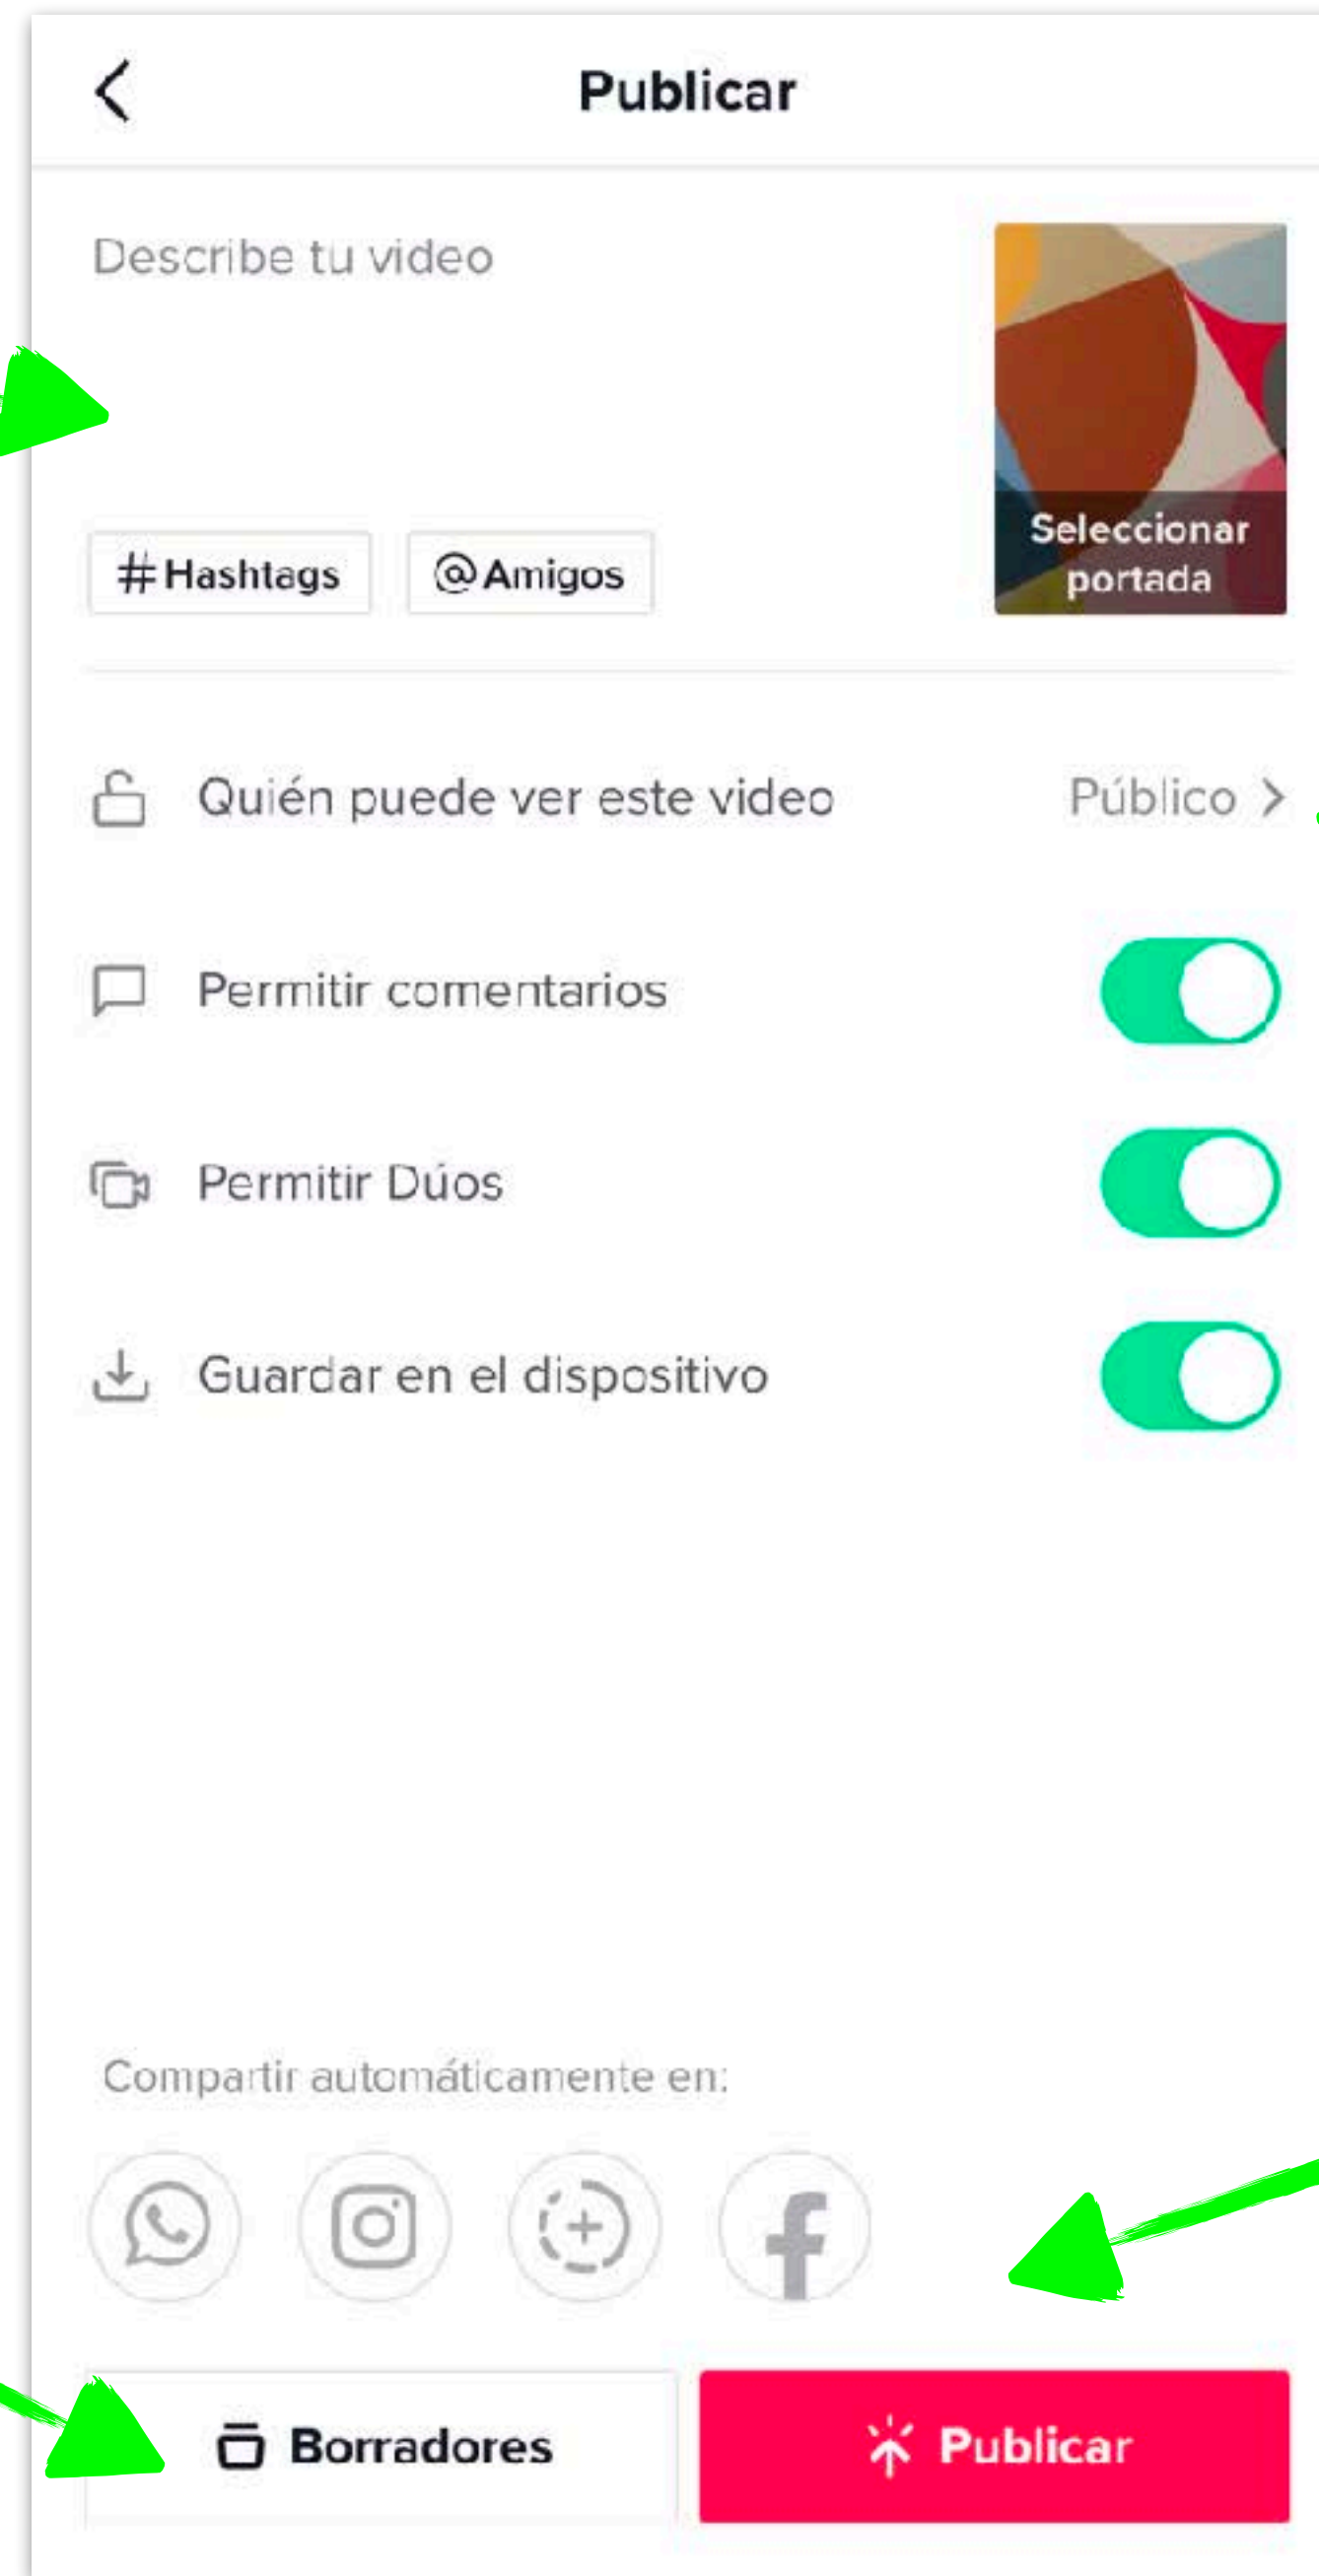 Publicar
Describe tu video
#Hashtags
@Amigos
Seleccionar
portada
Quién puede ver este video
Público >
Permitir comentarios
Permitir Dúos
Guardar en el dispositivo
Compartir automáticamente en:
Borradores
Publicar